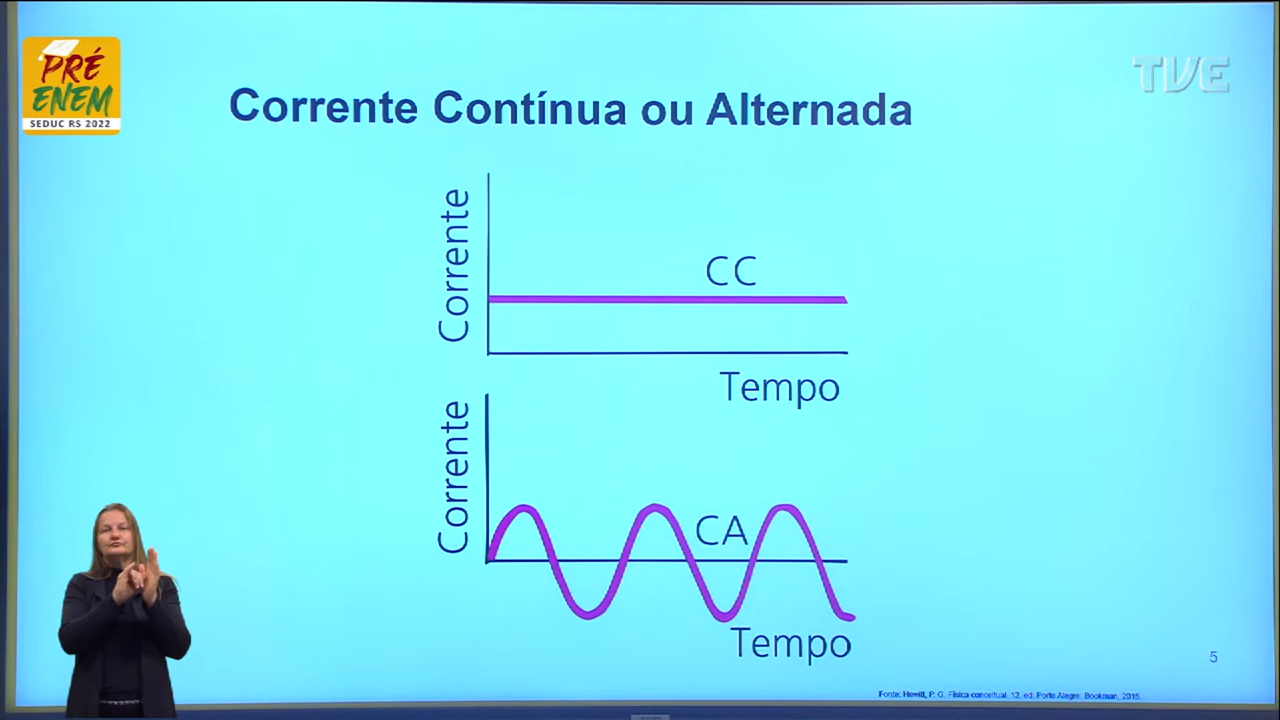 PRÉ
ENEM
SEDUC RS 2022
TVE
Corrente Contínua ou Alternada
Corrente
CC
Tempo
Corrente
CA
Tempo
5
Fonte: Hewitt, P. G. Física conceitual. 12. ed. Porto Alegre: Bookman, 2015.